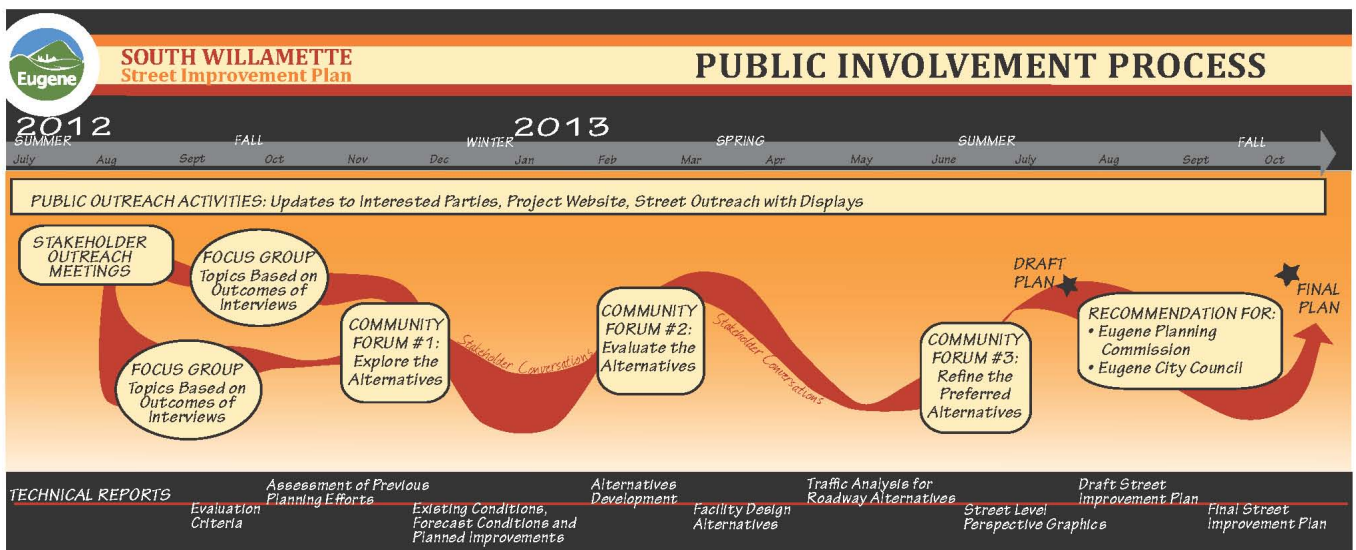 Eugene
SOUTH WILLAMETTE
Street Improvement Plan
PUBLIC INVOLVEMENT PROCESS
2012
2013
SUMMER
FALL
WINTER
SPRING
SUMMER
FALL
July Aug Sept Oct Nov Dec Jan Feb Mar Apr May June July Aug Sept Oct
PUBLIC OUTREACH ACTIVITIES: Updates to Interested Parties, Project Website, Street Outreach with Displays
STAKEHOLDER
OUTREACH
MEETINGS
FOCUS GROUP
Topics Based on
Outcomes of
Interviews
FOCUS GROUP
Topics Based on
Outcomes of
Interviews
COMMUNITY
FORUM #1:
Explore the
Alternatives
Stakeholder Conversations
COMMUNITY
FORUM #2:
Evaluate the
Alternatives
Stakeholder Conversations
COMMUNITY
FORUM #3:
Refine the
Preferred
Alternatives
DRAFT
PLAN
RECOMMENDATION FOR:
• Eugene Planning
Commission
• Eugene City Council
FINAL
PLAN
TECHNICAL REPORTS
Evaluation
Criteria
Assessment of Previous
Planning Efforts
Existing Conditions,
Forecast Conditions and
Planned Improvements
Alternatives
Development
Facility Design
Alternatives
Traffic Analysis for
Roadway Alternatives
Street Level
Perspective Graphics
Draft Street
Improvement Plan
Final Street
Improvement Plan